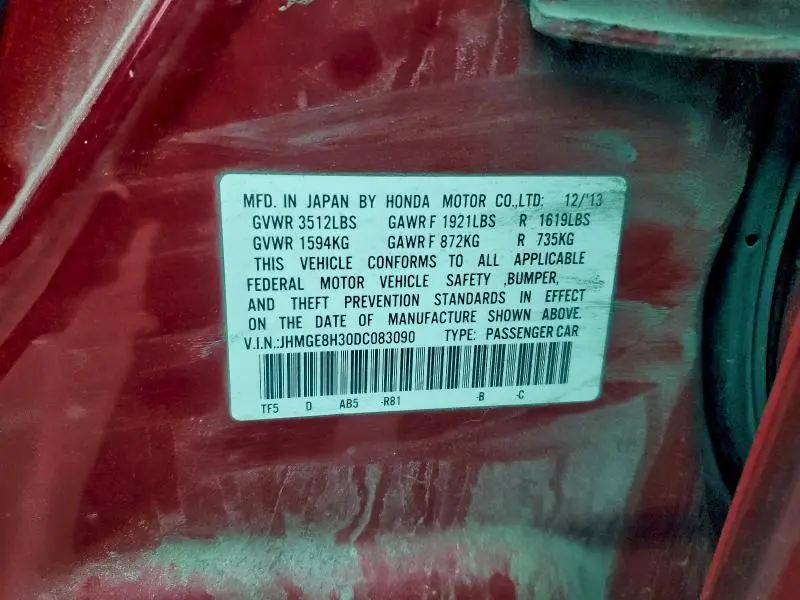 MFD. IN JAPAN BY HONDA MOTOR CO.,LTD: 12/'13
GVWR 3512LBS GAWR F 1921LBS R 1619LBS
GVWR 1594KG GAWR F 872KG R 735KG
THIS VEHICLE CONFORMS TO ALL APPLICABLE
FEDERAL MOTOR VEHICLE SAFETY ,BUMPER,
AND THEFT PREVENTION STANDARDS IN EFFECT
ON THE DATE OF MANUFACTURE SHOWN ABOVE.
V.I.N.:JHMGE8H30DC083090 TYPE: PASSENGER CAR
TF5 D AB5 -R81 -B -C